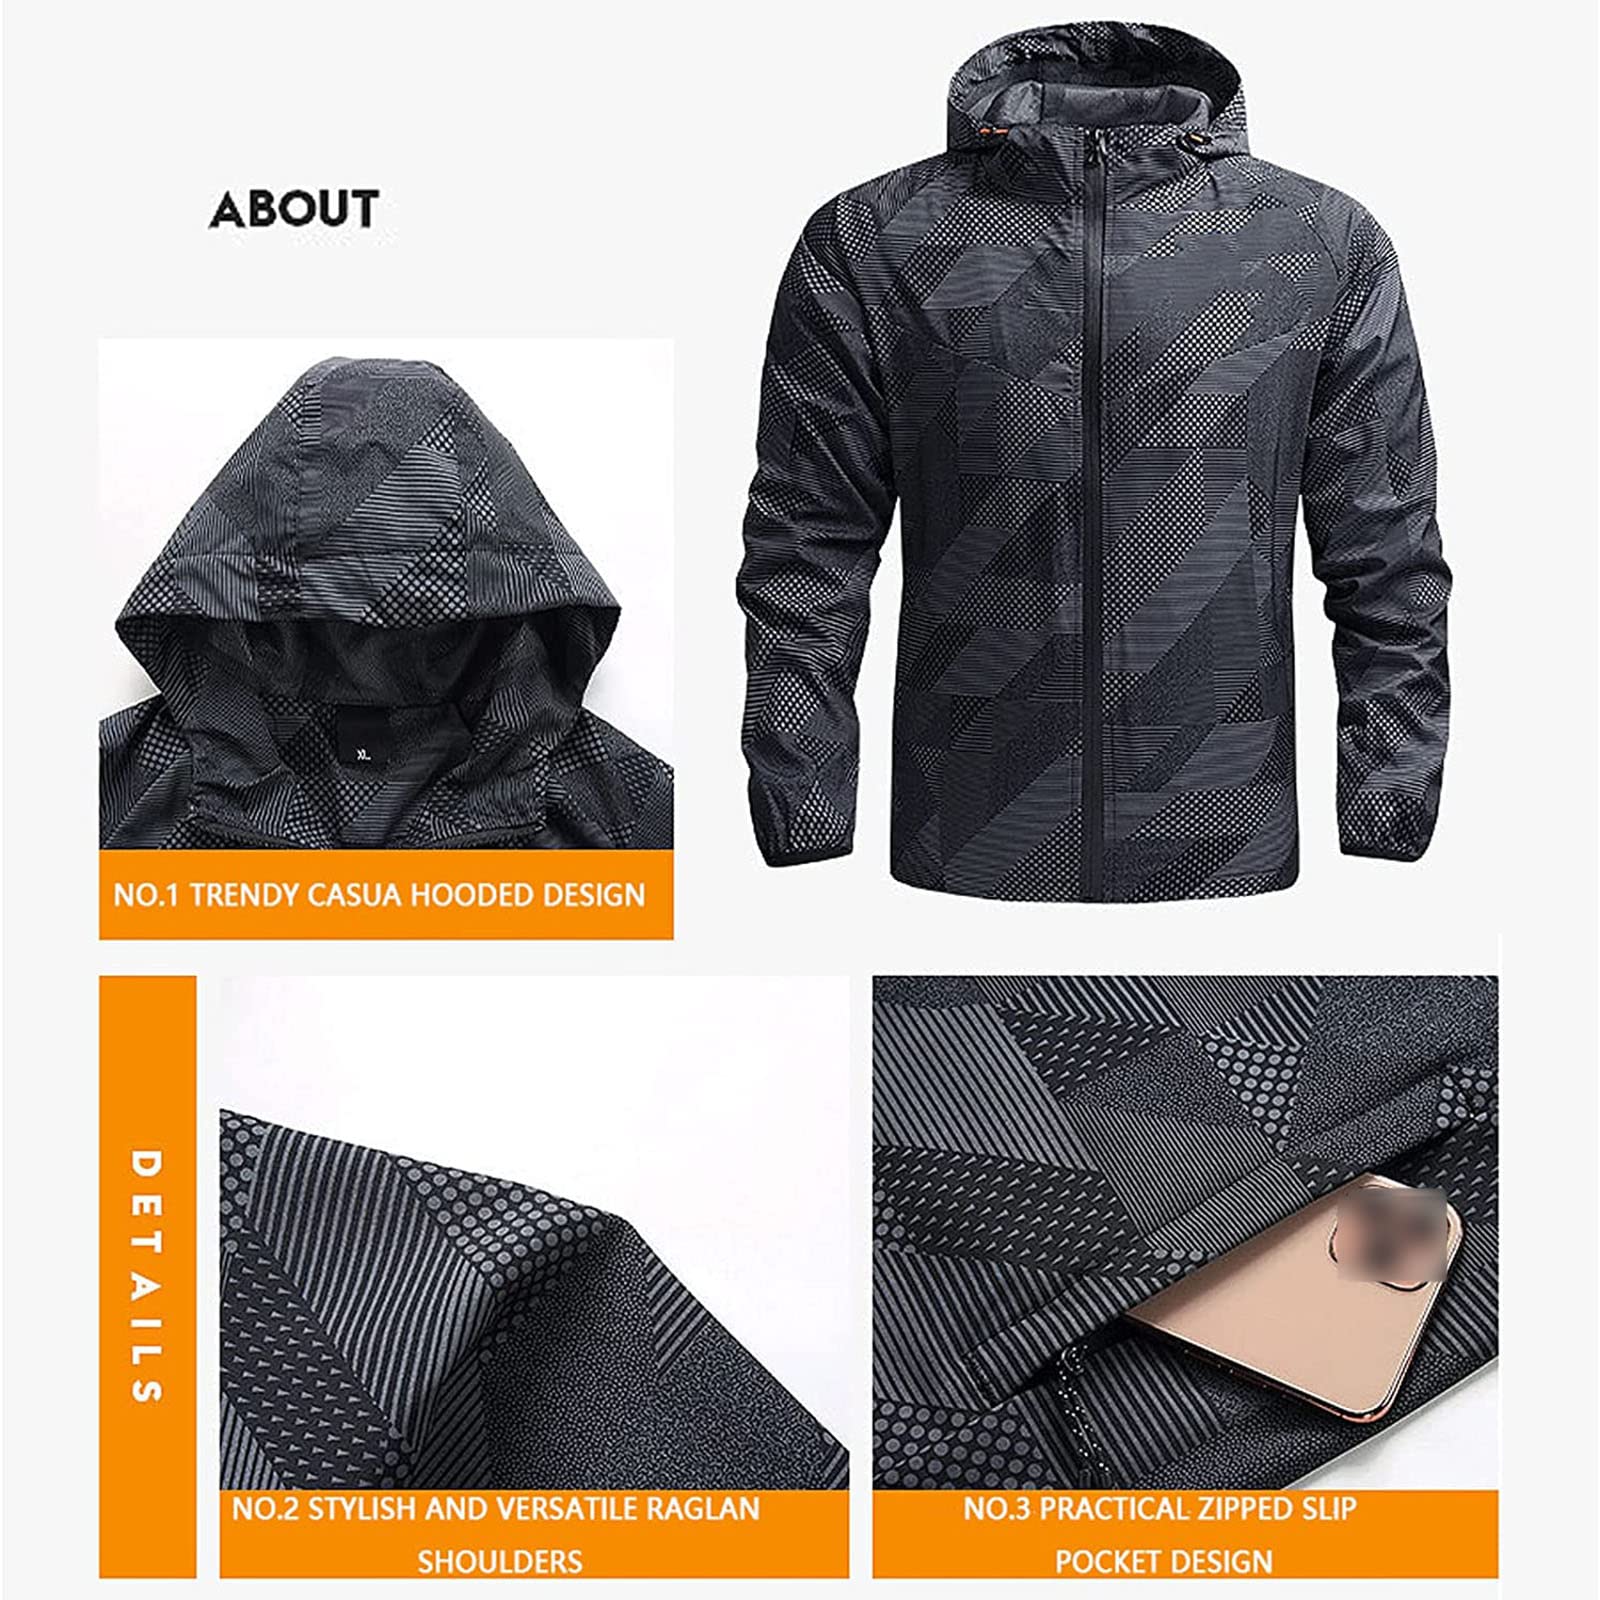 ABOUT
XL
NO.1 TRENDY CASUA HOODED DESIGN
DETAILS
NO.2 STYLISH AND VERSATILE RAGLAN
SHOULDERS
NO.3 PRACTICAL ZIPPED SLIP
POCKET DESIGN